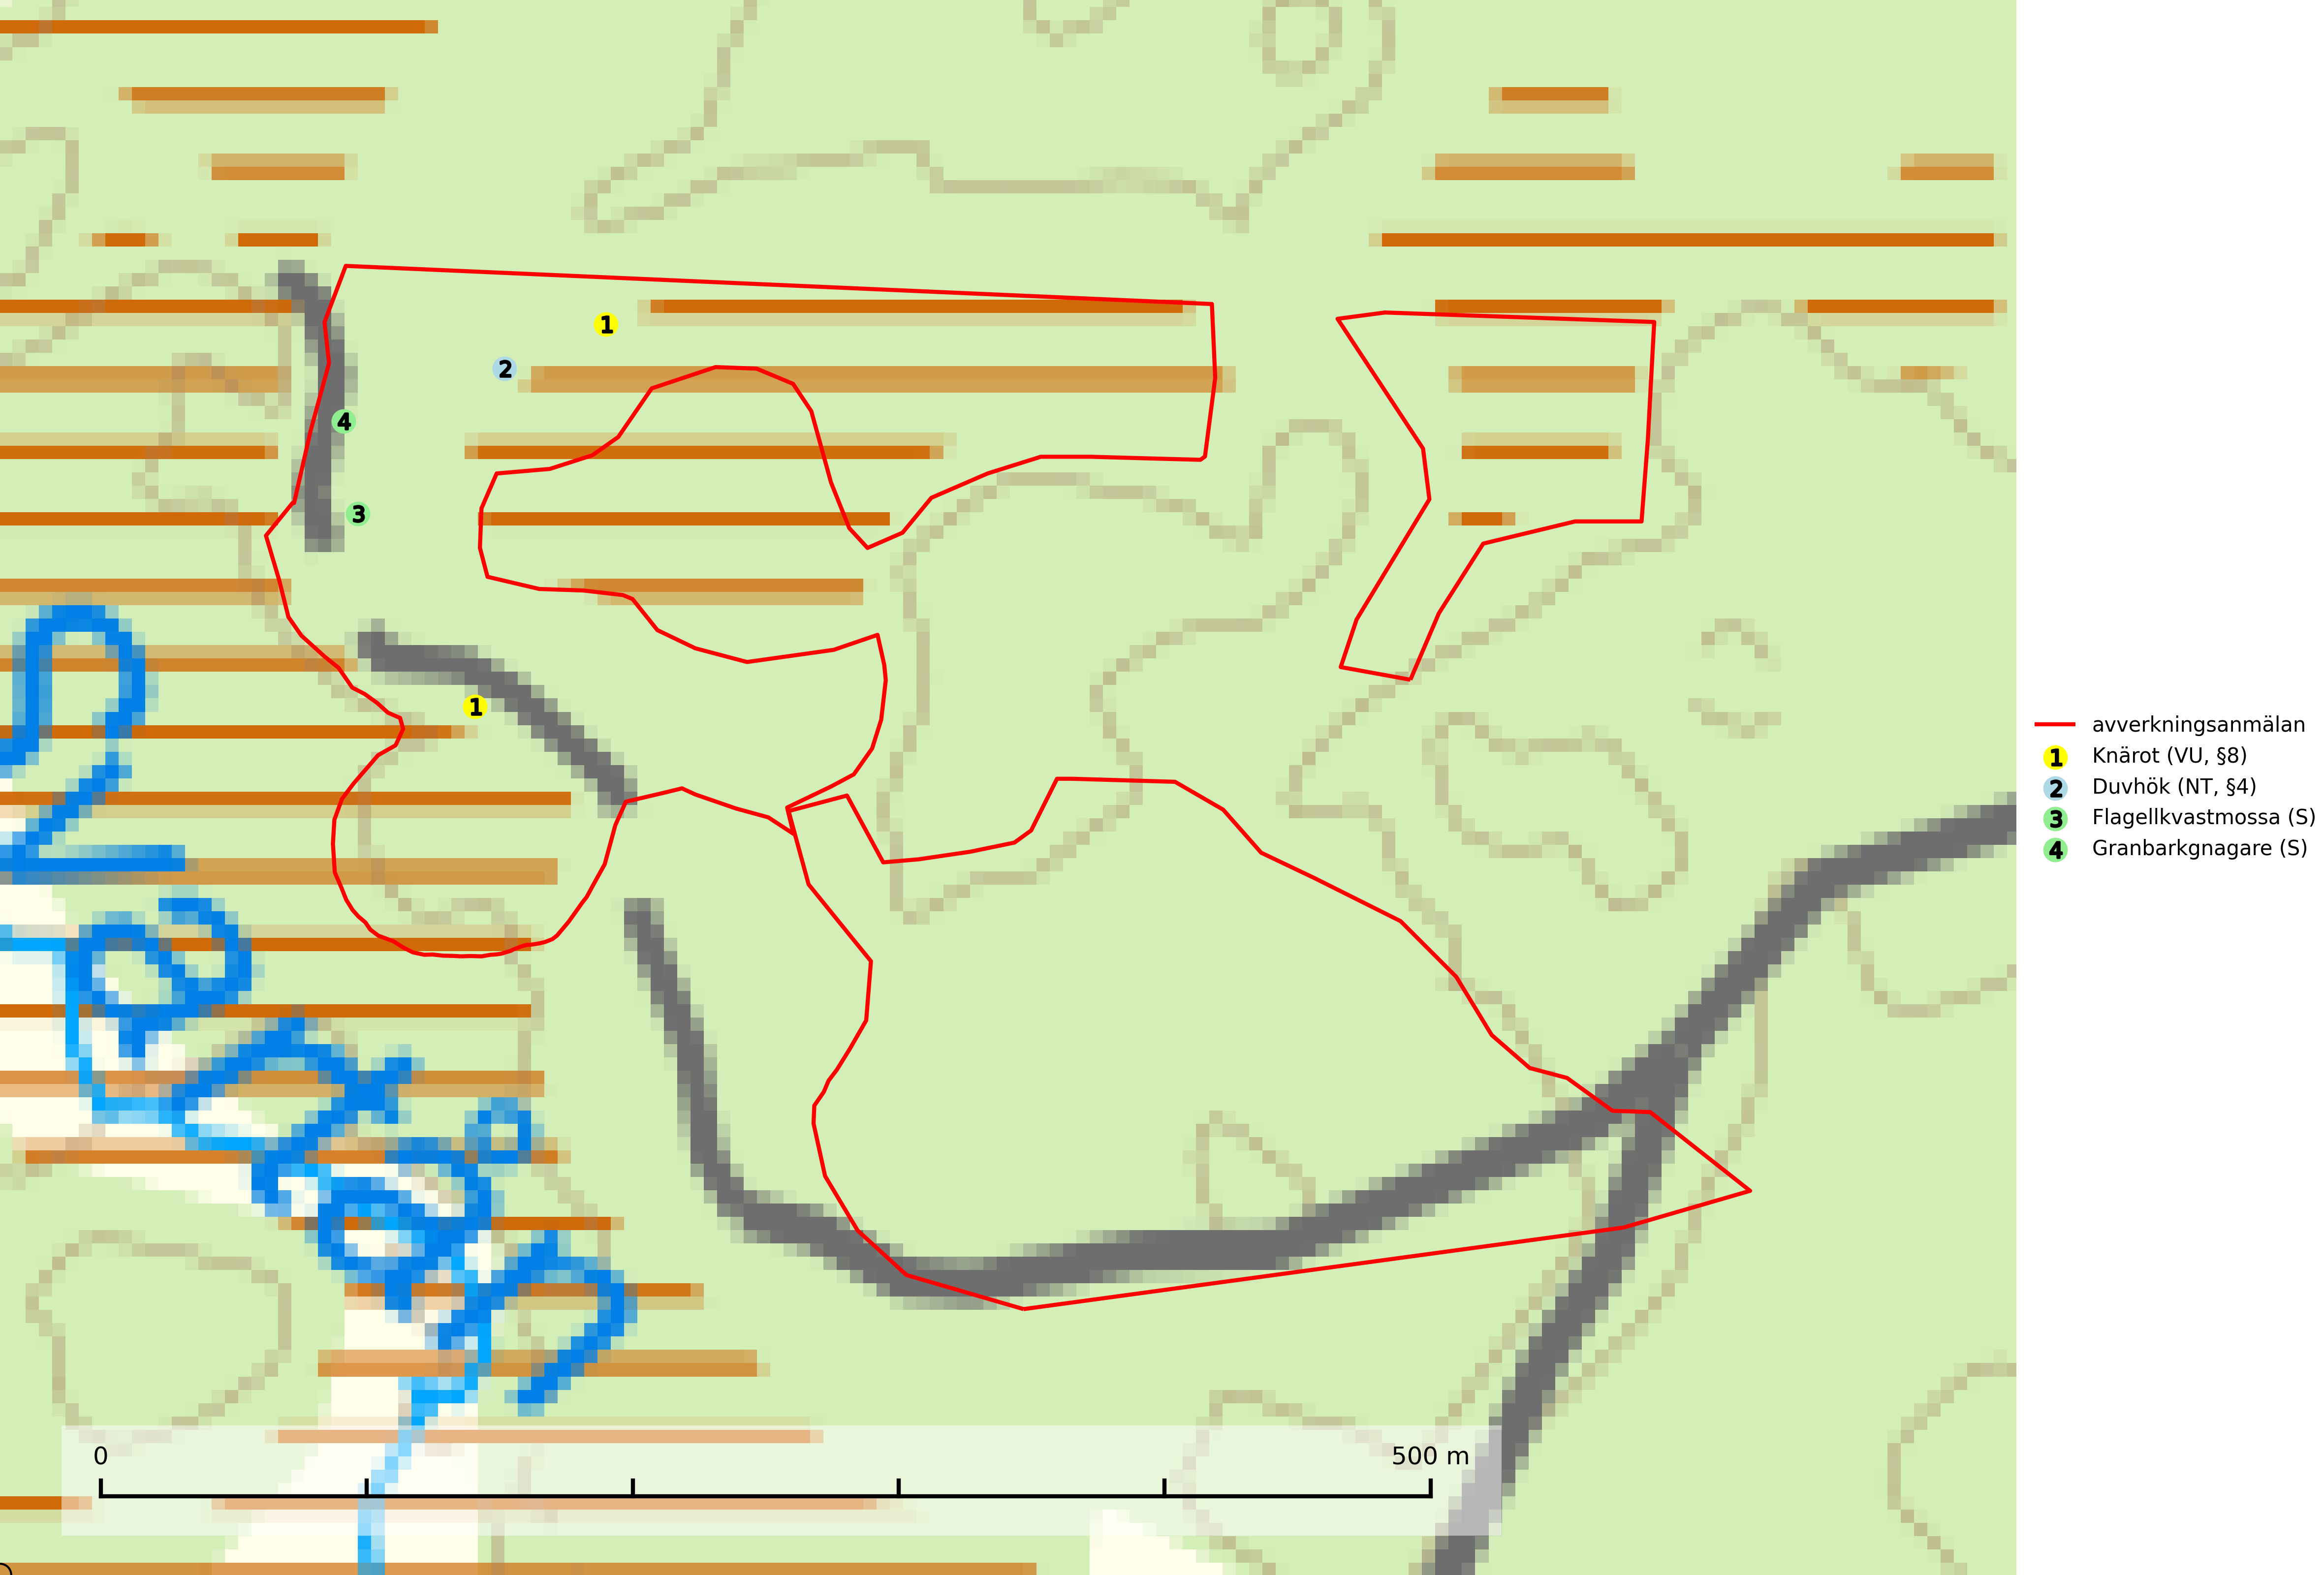 1
2
4
3
1
avverkningsanmälan
1 Knärot (VU, §8)
2 Duvhök (NT, §4)
3 Flagellkvastmossa (S)
4 Granbarkgnagare (S)
0 500 m